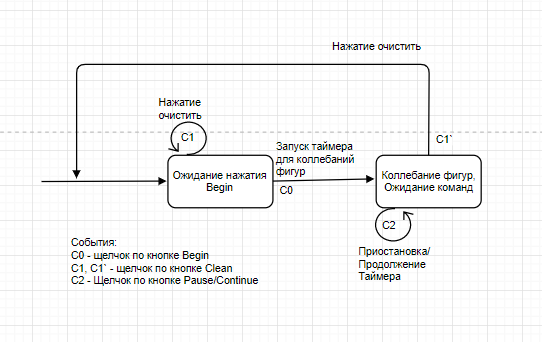 Нажатие очистить
Нажатие
очистить
C1
C1`
Запуск таймера
для коллебаний
фигур
Ожидание нажатия
Begin
C0
Коллебание фигур,
Ожидание команд
C2
Приостановка/
Продолжение
Таймера
События:
C0 - щелчок по кнопке Begin
C1, C1` - щелчок по кнопке Clean
C2 - Щелчок по кнопке Pause/Continue